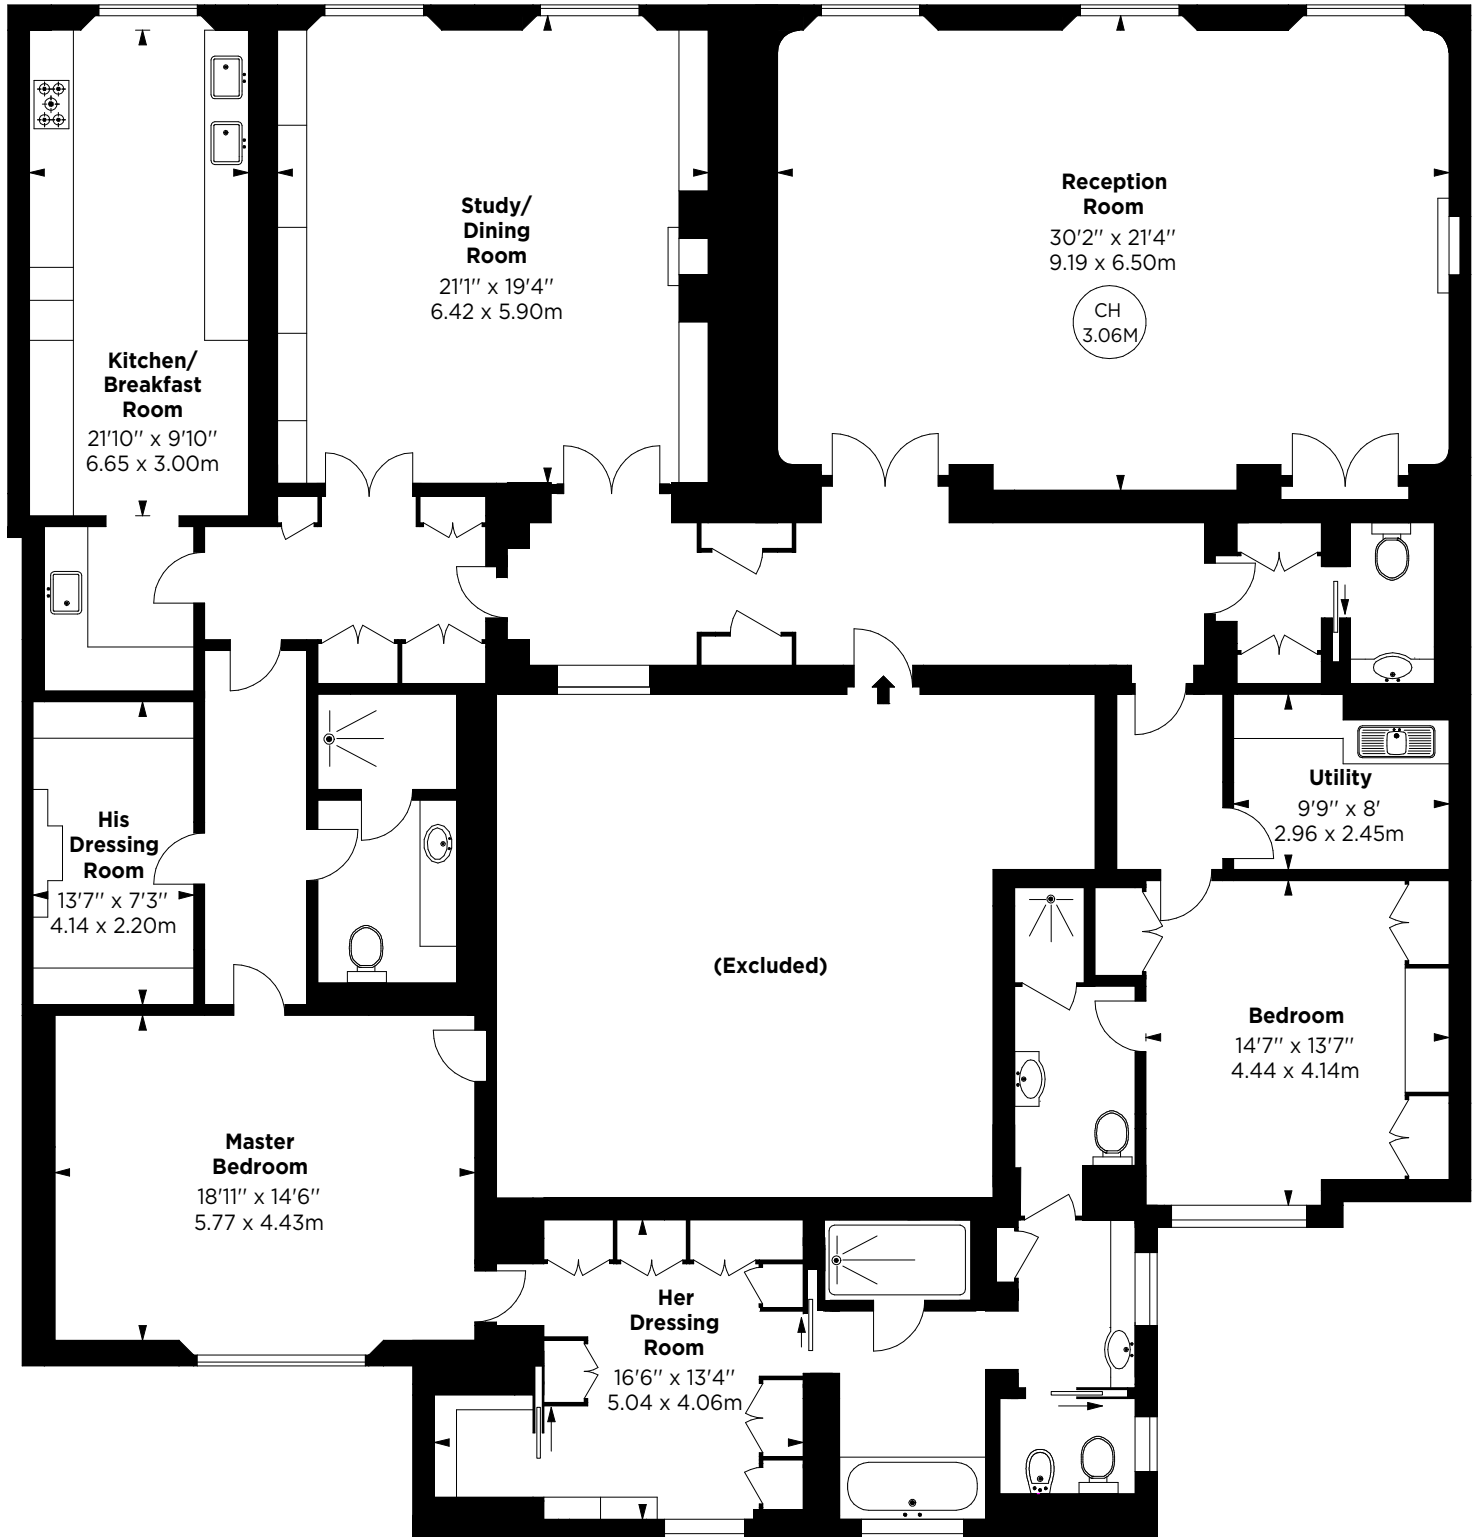 Reception
Room
30'2" x 21'4"
9.19 x 6.50m
CH
3.06M
Study/
Dining
Room
21'1" x 19'4"
6.42 x 5.90m
Kitchen/
Breakfast
Room
21'10" x 9'10"
6.65 x 3.00m
Utility
9'9" x 8'
2.96 x 2.45m
His
Dressing
Room
13'7" x 7'3"
4.14 x 2.20m
(Excluded)
Bedroom
14'7" x 13'7"
4.44 x 4.14m
Master
Bedroom
18'11" x 14'6"
5.77 x 4.43m
Her
Dressing
Room
16'6" x 13'4"
5.04 x 4.06m